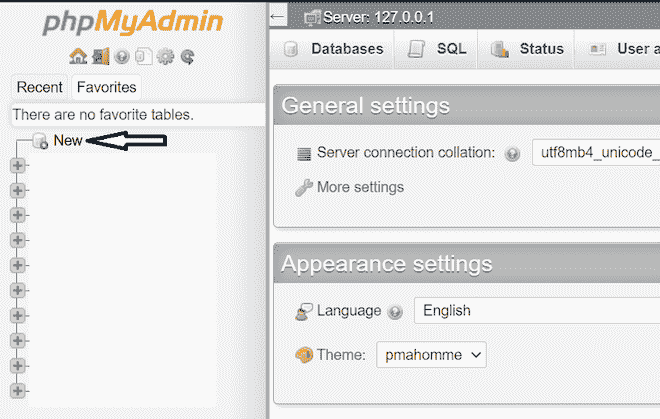 phpMyAdmin
Recent Favorites
There are no favorite tables.
New
Server: 127.0.0.1
Databases SQL Status User a
General settings
Server connection collation: utf8mb4_unicode_
More settings
Appearance settings
Language English
Theme: pmahomme